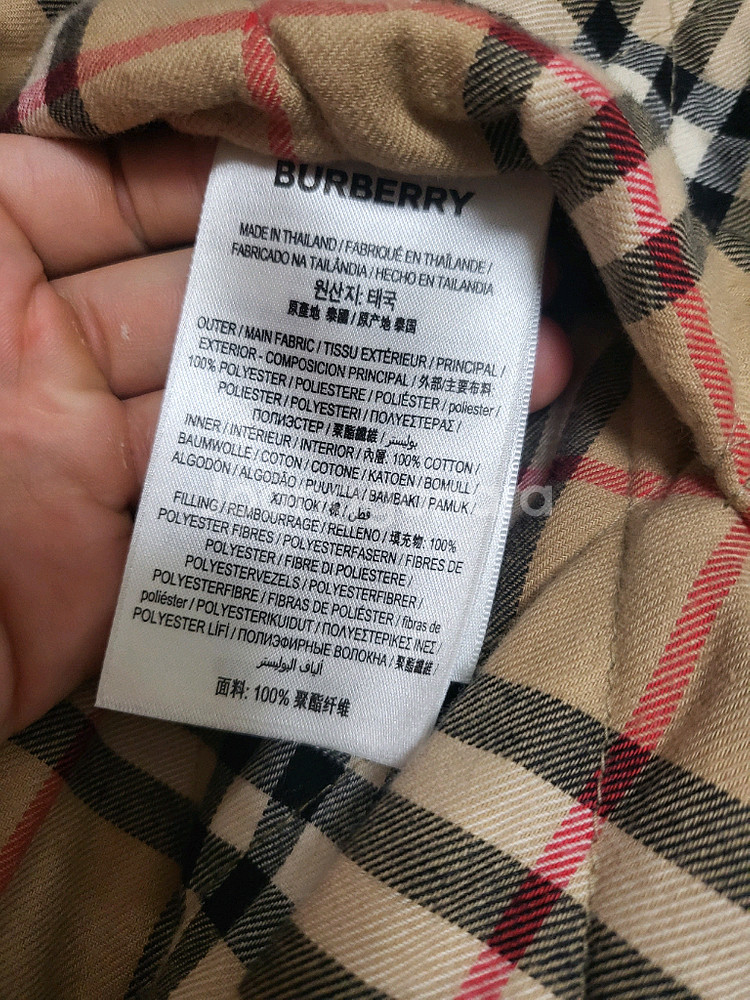 BURBERRY
MADE IN THAILAND / FABRIQUÉ EN THAÏLANDE /
FABRICADO NA TAILÂNDIA / HECHO EN TAILANDIA
원산지: 태국
原產地 泰國 / 原产地 泰国
OUTER / MAIN FABRIC / TISSU EXTÉRIEUR / PRINCIPAL /
EXTERIOR - COMPOSICION PRINCIPAL / 外部/主要布料
100% POLYESTER / POLIESTERE / POLIÉSTER / poliester /
POLIESTER / POLYESTERI / ΠΟΛΥΕΣΤΕΡΑΣ /
ПОЛИЭСТЕР / 聚酯纖維 / بوليستر
INNER / INTÉRIEUR / INTERIOR / 內層: 100% COTTON /
BAUMWOLLE / COTON / COTONE / KATOEN / BOMULL /
ALGODÓN / ALGODÃO / PUUVILLA / BAMBAKI / PAMUK /
ХЛОПОК / 棉 / قطن
FILLING / REMBOURRAGE / RELLENO / 填充物: 100%
POLYESTER FIBRES / POLYESTERFASERN / FIBRES DE
POLYESTER / FIBRE DI POLIESTERE /
POLYESTERVEZELS / POLYESTERFIBRER /
POLYESTERFIBRE / FIBRAS DE POLIÉSTER / fibras de
poliéster / POLYESTERIKUIDUT / ΠΟΛΥΕΣΤΕΡΙΚΕΣ ΙΝΕΣ /
POLYESTER LİFİ / ПОЛИЭФИРНЫЕ ВОЛОКНА / 聚酯纖維 /
ألياف البوليستر
面料: 100% 聚酯纤维